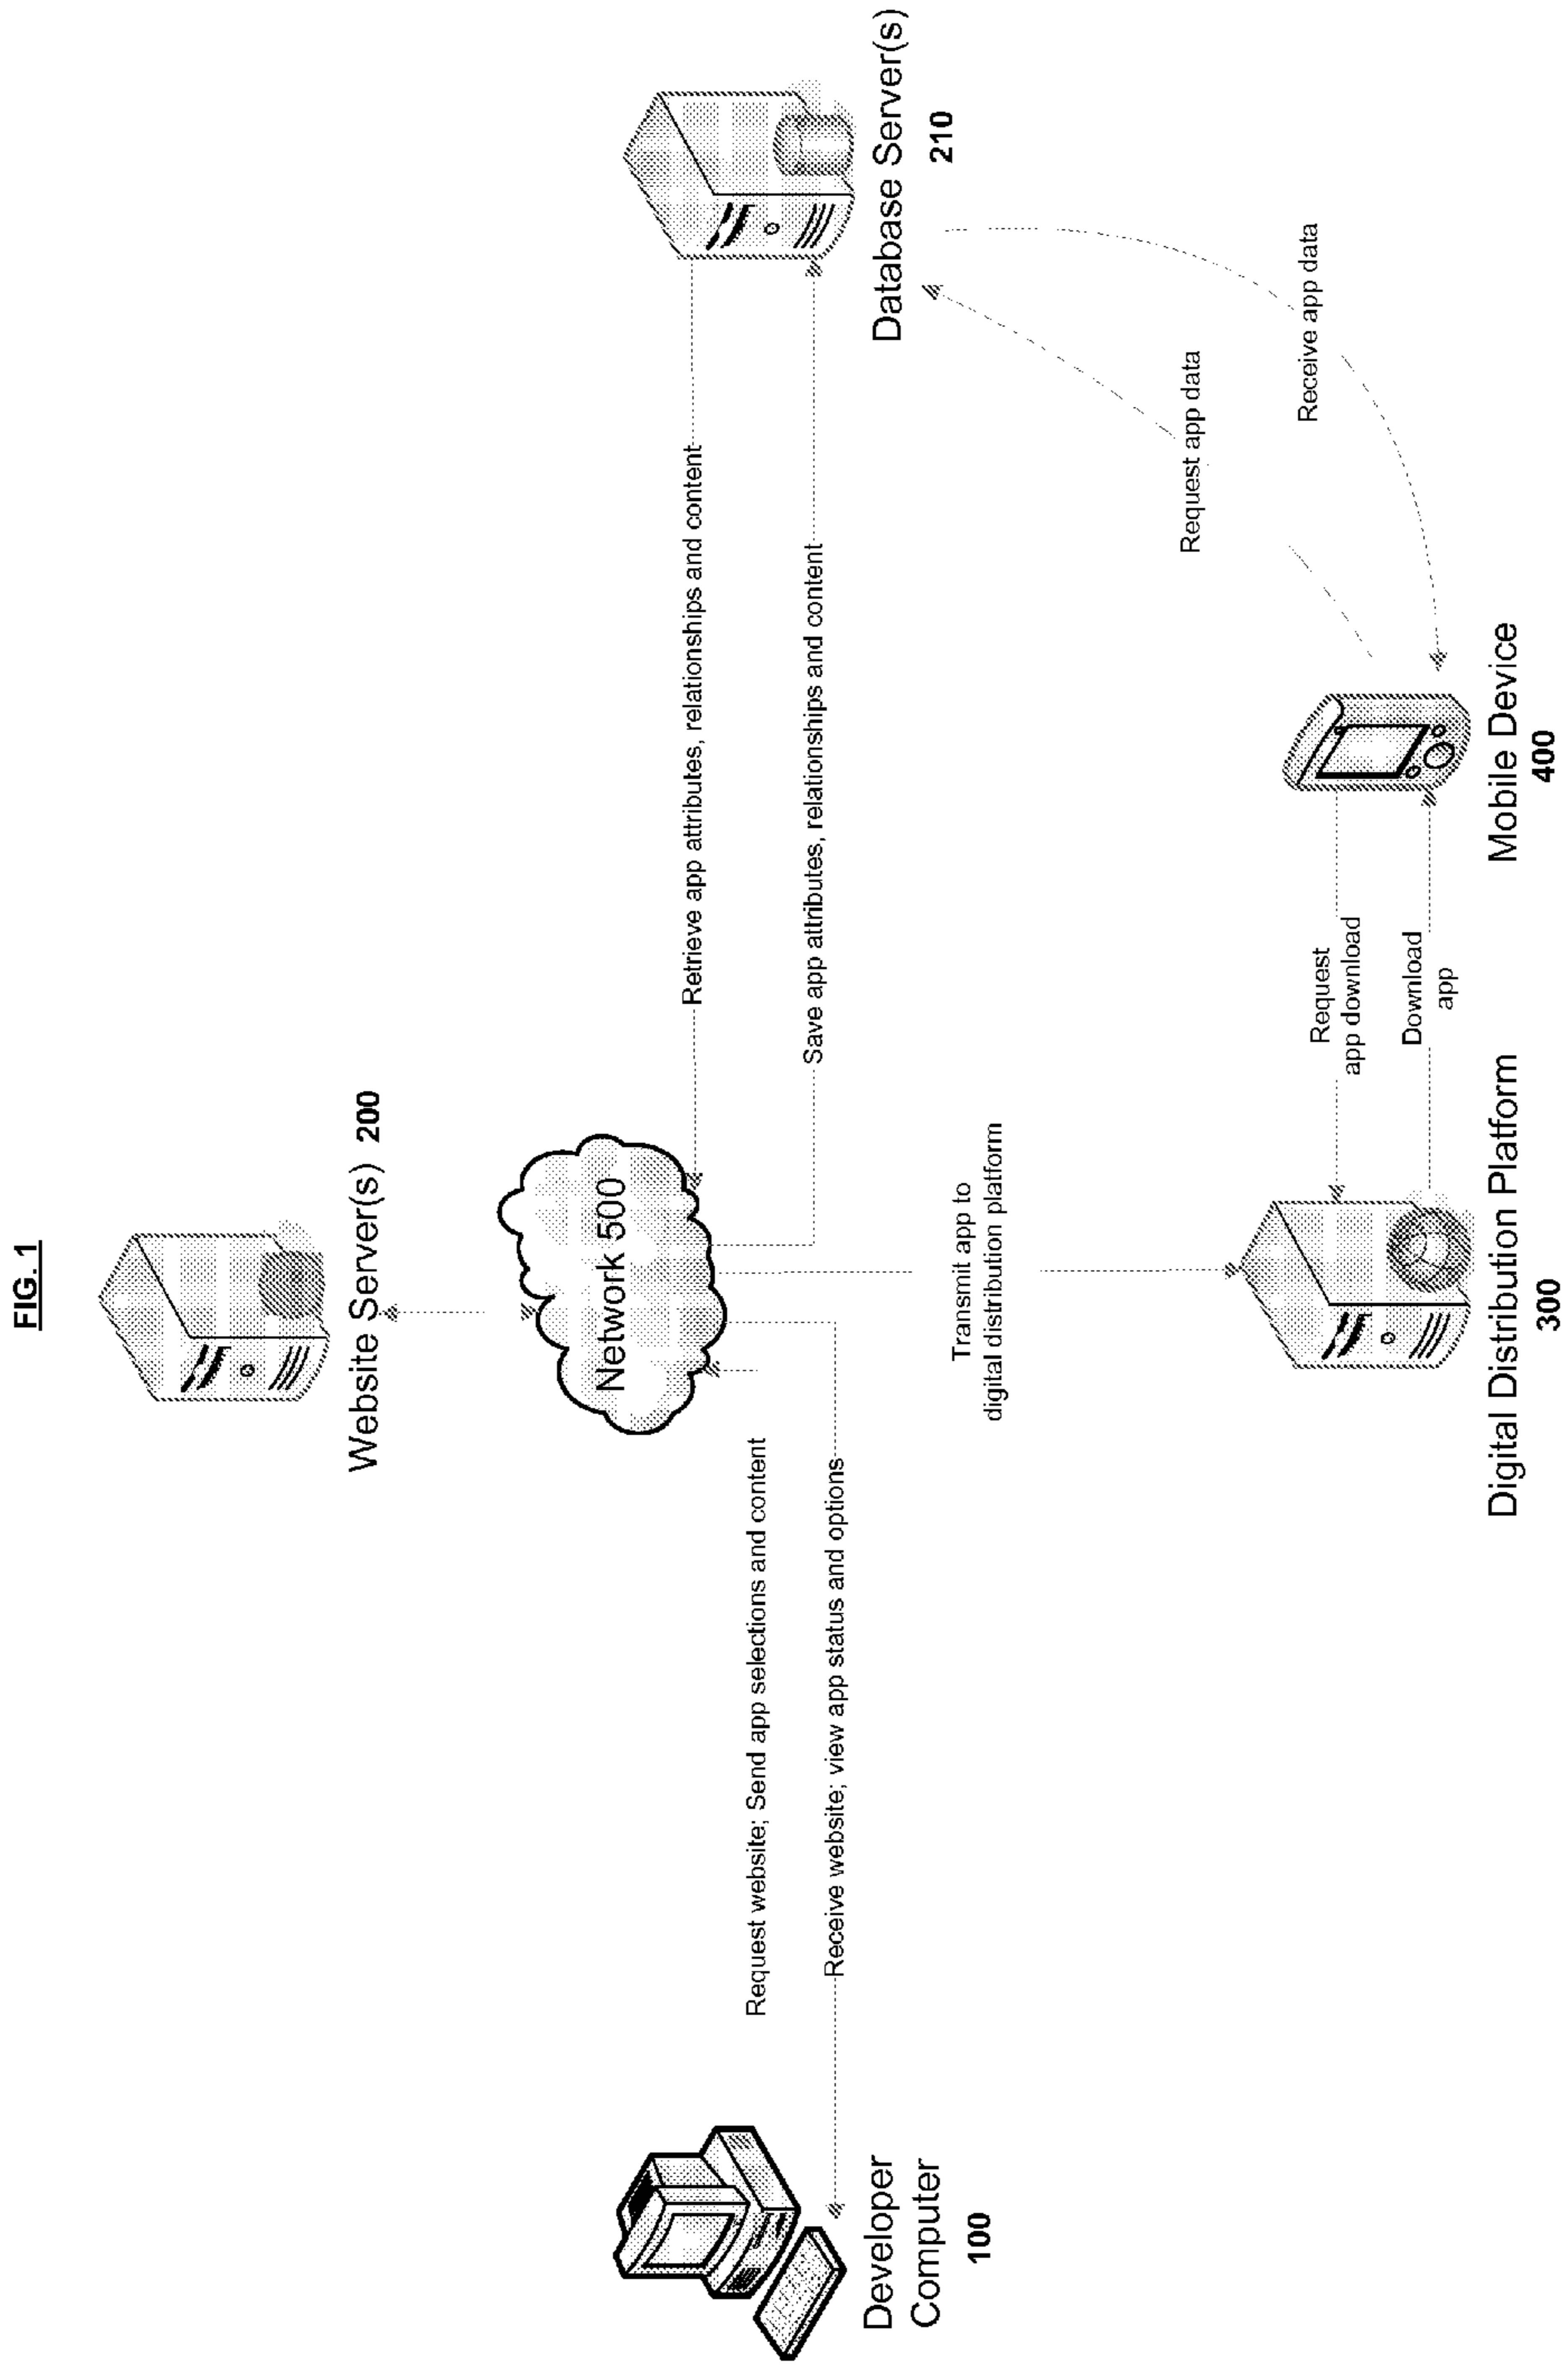 FIG. 1
Website Server(s) 200
Network 500
Retrieve app attributes, relationships and content
Save app attributes, relationships and content
Database Server(s)
210
Request website; Send app selections and content
Receive website; view app status and options
Developer
Computer
100
Transmit app to
digital distribution platform
Request app data
Receive app data
Request
app download
Download
app
Digital Distribution Platform
300
Mobile Device
400